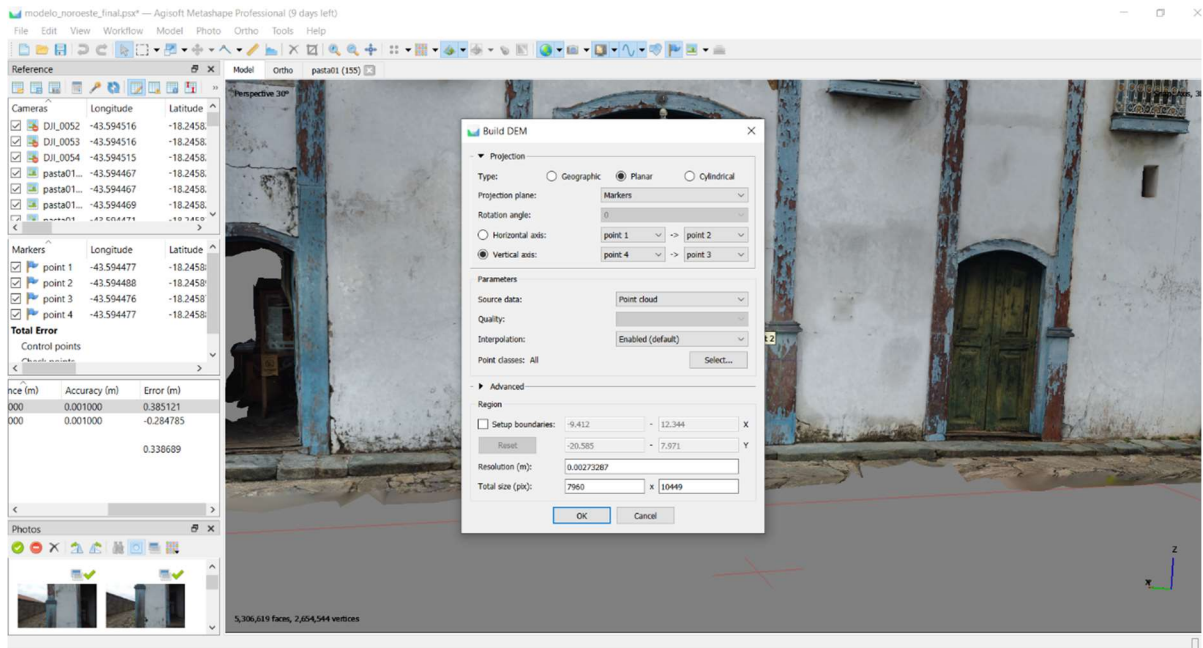 modelo_noroeste_final.psx* — Agisoft Metashape Professional (9 days left)
File Edit View Workflow Model Photo Ortho Tools Help
Reference
Model Ortho pasta01 (155)
Perspective 30°
Cameras Longitude Latitude
DJI_0052 -43.594516 -18.2458
DJI_0053 -43.594516 -18.2458
DJI_0054 -43.594515 -18.2458
pasta01... -43.594467 -18.2458
pasta01... -43.594467 -18.2458
pasta01... -43.594469 -18.2458
Markers Longitude Latitude
point 1 -43.594477 -18.2458
point 2 -43.594488 -18.2458
point 3 -43.594476 -18.2458
point 4 -43.594477 -18.2458
Total Error
Control points
nce (m) Accuracy (m) Error (m)
000 0.001000 0.385121
000 0.001000 -0.284785
0.338689
Photos
Build DEM
Projection
Type: Geographic Planar Cylindrical
Projection plane: Markers
Rotation angle: 0
Horizontal axis: point 1 -> point 2
Vertical axis: point 4 -> point 3
Parameters
Source data: Point cloud
Quality:
Interpolation: Enabled (default)
Point classes: All Select...
Advanced
Region
Setup boundaries: -9.412 - 12.344 X
Reset -20.585 - 7.971 Y
Resolution (m): 0.00273287
Total size (pix): 7960 x 10449
OK Cancel
t 2
Z
5,306,619 faces, 2,654,544 vertices